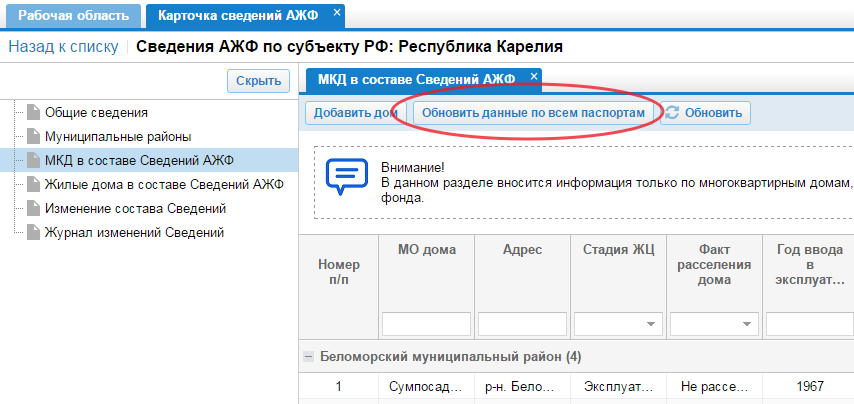 Рабочая область
Карточка сведений АЖФ
Назад к списку
Сведения АЖФ по субъекту РФ: Республика Карелия
Скрыть
Общие сведения
Муниципальные районы
МКД в составе Сведений АЖФ
Жилые дома в составе Сведений АЖФ
Изменение состава Сведений
Журнал изменений Сведений
МКД в составе Сведений АЖФ
Добавить дом
Обновить данные по всем паспортам
Обновить
Внимание!
В данном разделе вносится информация только по многоквартирным домам,
фонда.
Номер п/п
МО дома
Адрес
Стадия ЖЦ
Факт расселения дома
Год ввода в эксплуат…
Беломорский муниципальный район (4)
1 Сумпосад… р-н. Бело… Эксплуат… Не рассе… 1967